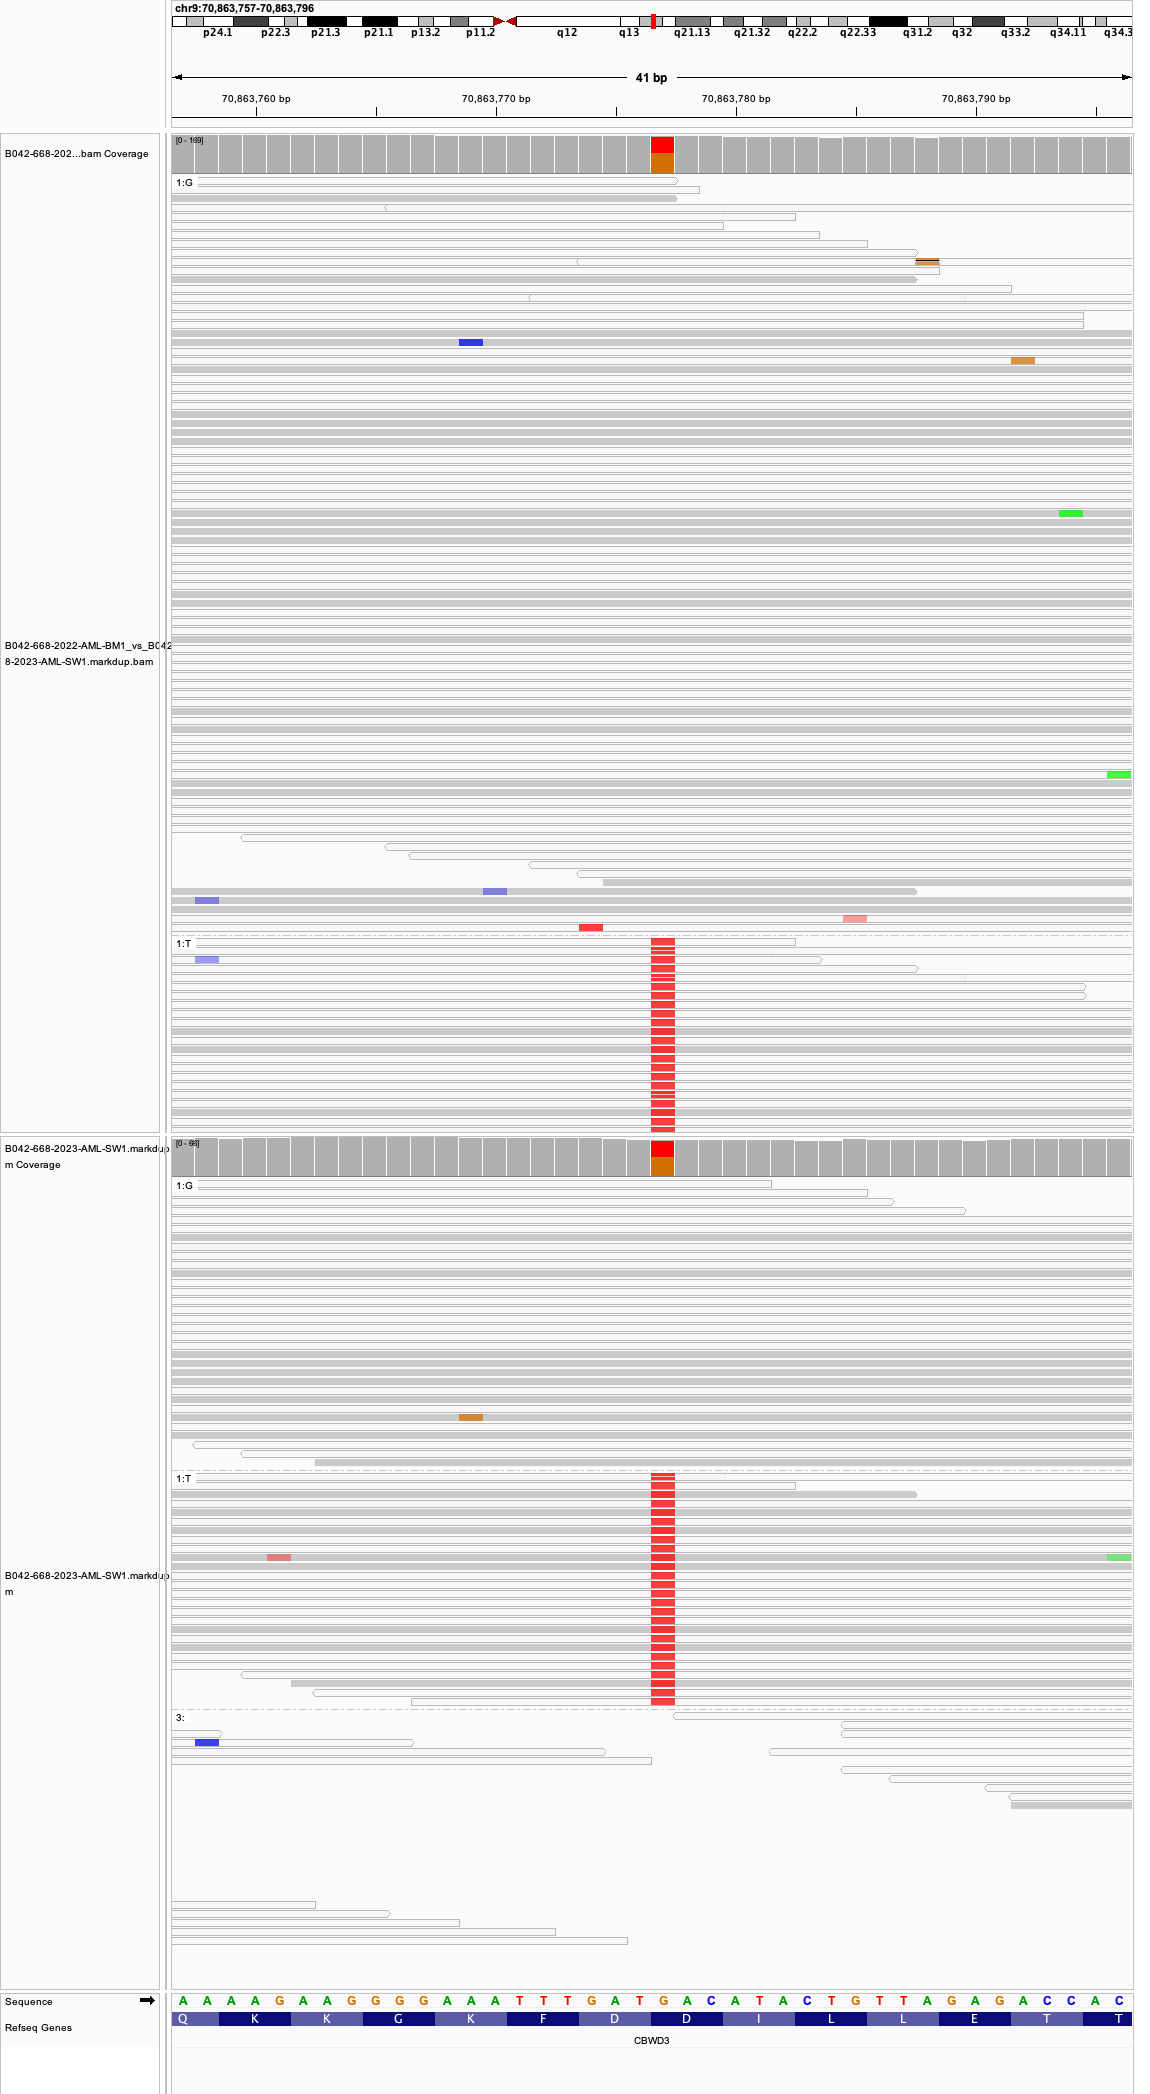 chr9:70,863,757-70,863,796
p24.1 p22.3 p21.3 p21.1 p13.2 p11.2 q12 q13 q21.13 q21.32 q22.2 q22.33 q31.2 q32 q33.2 q34.11 q34.3
41 bp
70,863,760 bp 70,863,770 bp 70,863,780 bp 70,863,790 bp
[0 - 169]
B042-668-202...bam Coverage
1:G
B042-668-2022-AML-BM1_vs_B042
8-2023-AML-SW1.markdup.bam
1:T
[0 - 66]
B042-668-2023-AML-SW1.markdup
m Coverage
1:G
1:T
B042-668-2023-AML-SW1.markdup
m
3:
Sequence
A A A A G A A G G G G A A A T T T G A T G A C A T A C T G T T A G A G A C C A C
Refseq Genes
Q K K G K F D D I L L E T T
CBWD3